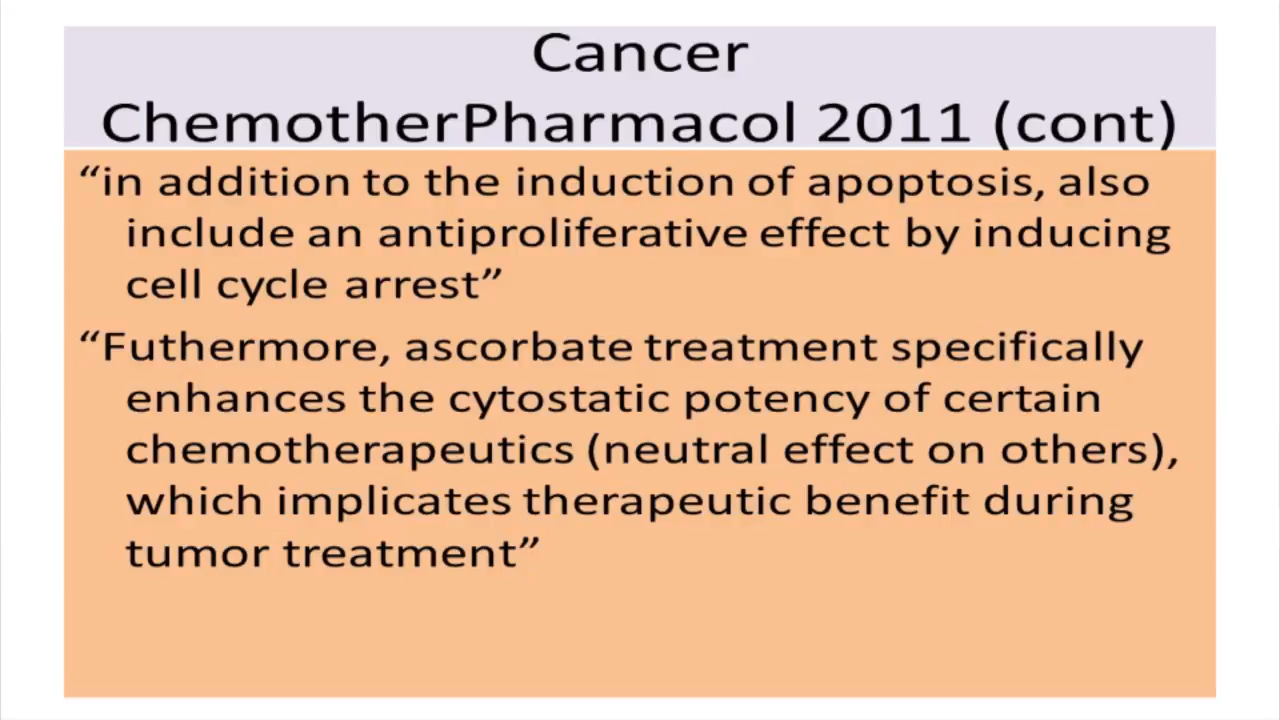 Cancer
ChemotherPharmacol 2011 (cont)
“in addition to the induction of apoptosis, also
include an antiproliferative effect by inducing
cell cycle arrest”
“Futhermore, ascorbate treatment specifically
enhances the cytostatic potency of certain
chemotherapeutics (neutral effect on others),
which implicates therapeutic benefit during
tumor treatment”